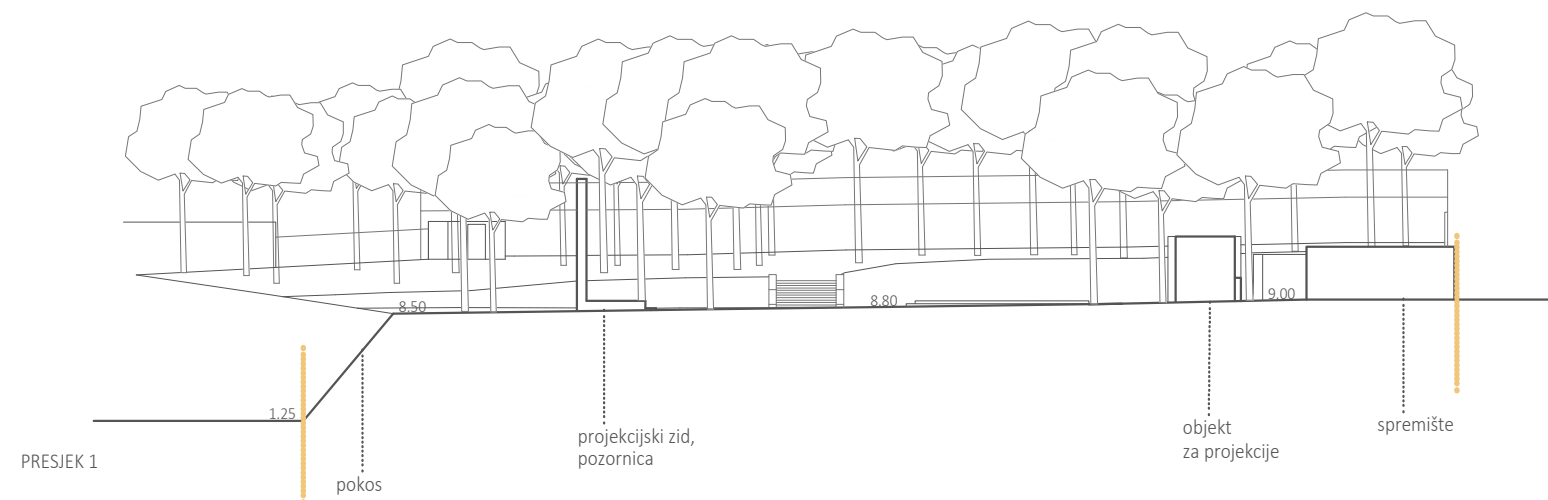 8.50
8.80
9.00
1.25
projekcijski zid,
pozornica
objekt
za projekcije
spremište
PRESJEK 1
pokos